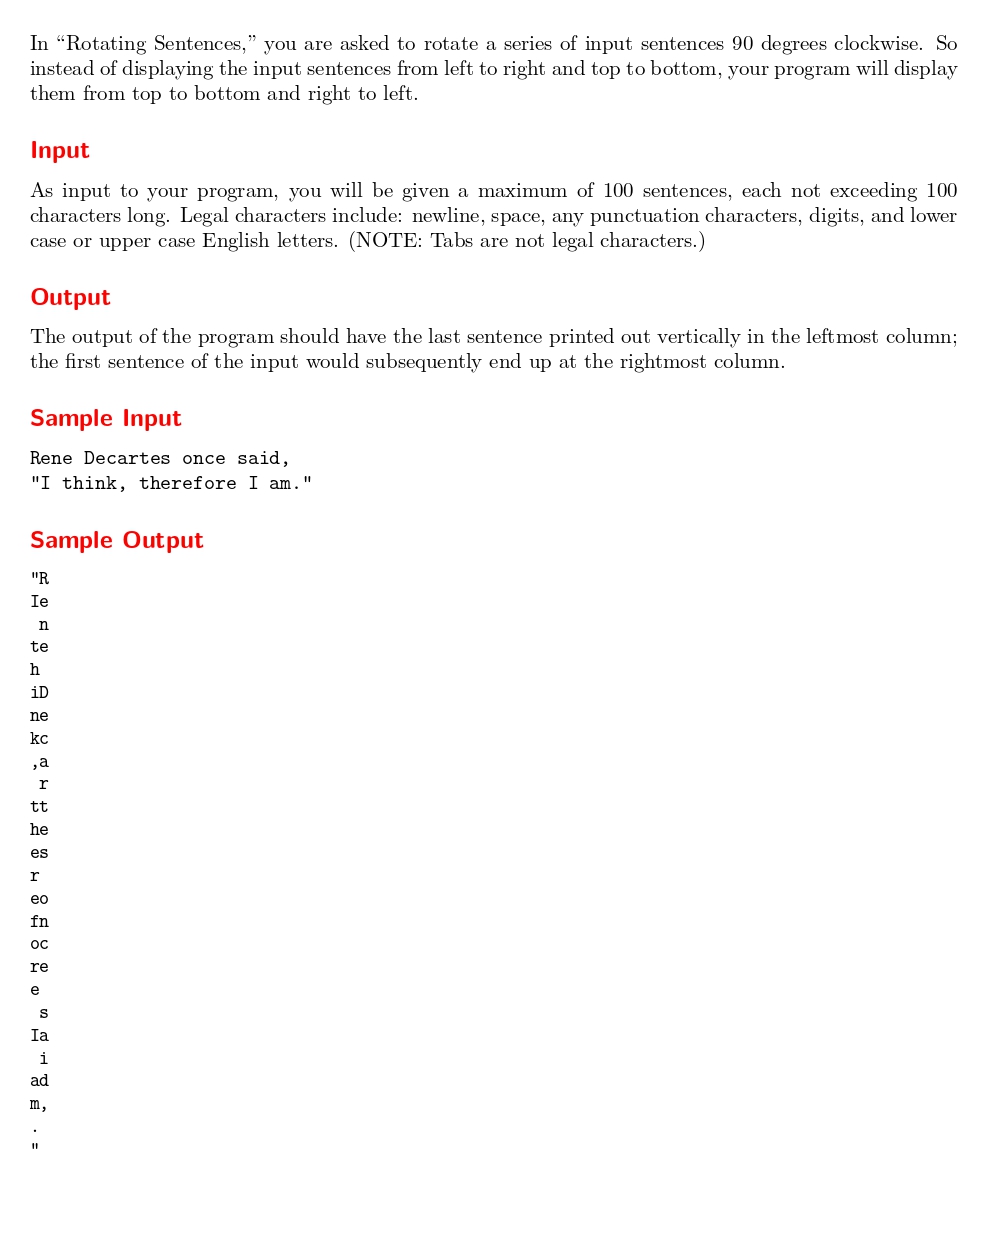 In “Rotating Sentences,” you are asked to rotate a series of input sentences 90 degrees clockwise. So
instead of displaying the input sentences from left to right and top to bottom, your program will display
them from top to bottom and right to left.
Input
As input to your program, you will be given a maximum of 100 sentences, each not exceeding 100
characters long. Legal characters include: newline, space, any punctuation characters, digits, and lower
case or upper case English letters. (NOTE: Tabs are not legal characters.)
Output
The output of the program should have the last sentence printed out vertically in the leftmost column;
the first sentence of the input would subsequently end up at the rightmost column.
Sample Input
Rene Decartes once said,
"I think, therefore I am."
Sample Output
"R
Ie
 n
te
h
iD
ne
kc
,a
 r
tt
he
es
r
eo
fn
oc
re
e
 s
Ia
 i
ad
m,
.
"